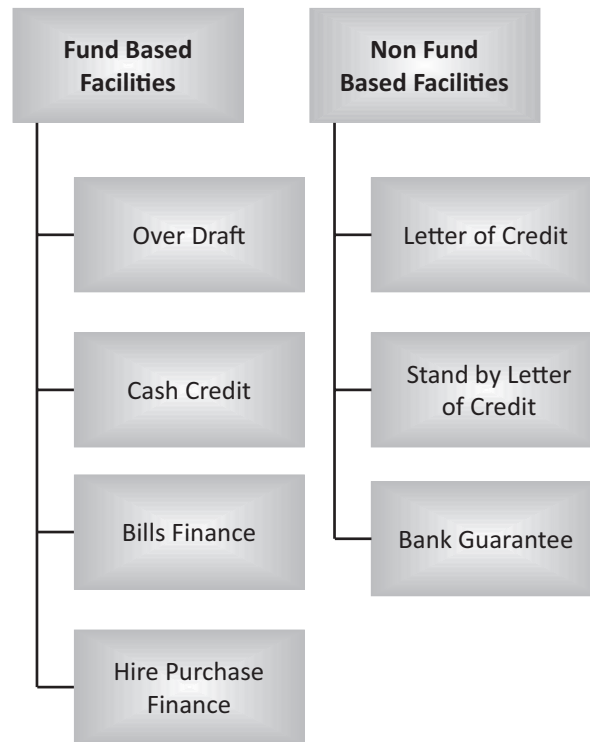 Fund Based
Facilities
Over Draft
Cash Credit
Bills Finance
Hire Purchase
Finance
Non Fund
Based Facilities
Letter of Credit
Stand by Letter
of Credit
Bank Guarantee